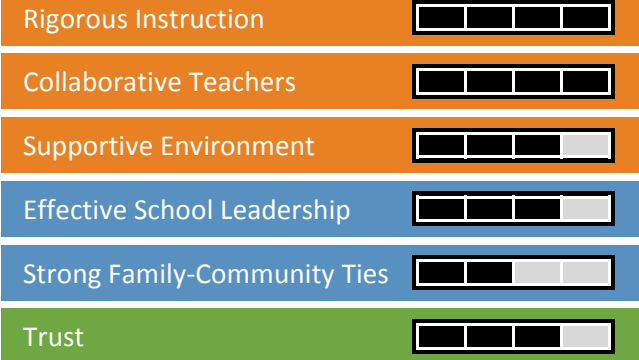 Rigorous Instruction
Collaborative Teachers
Supportive Environment
Effective School Leadership
Strong Family-Community Ties
Trust